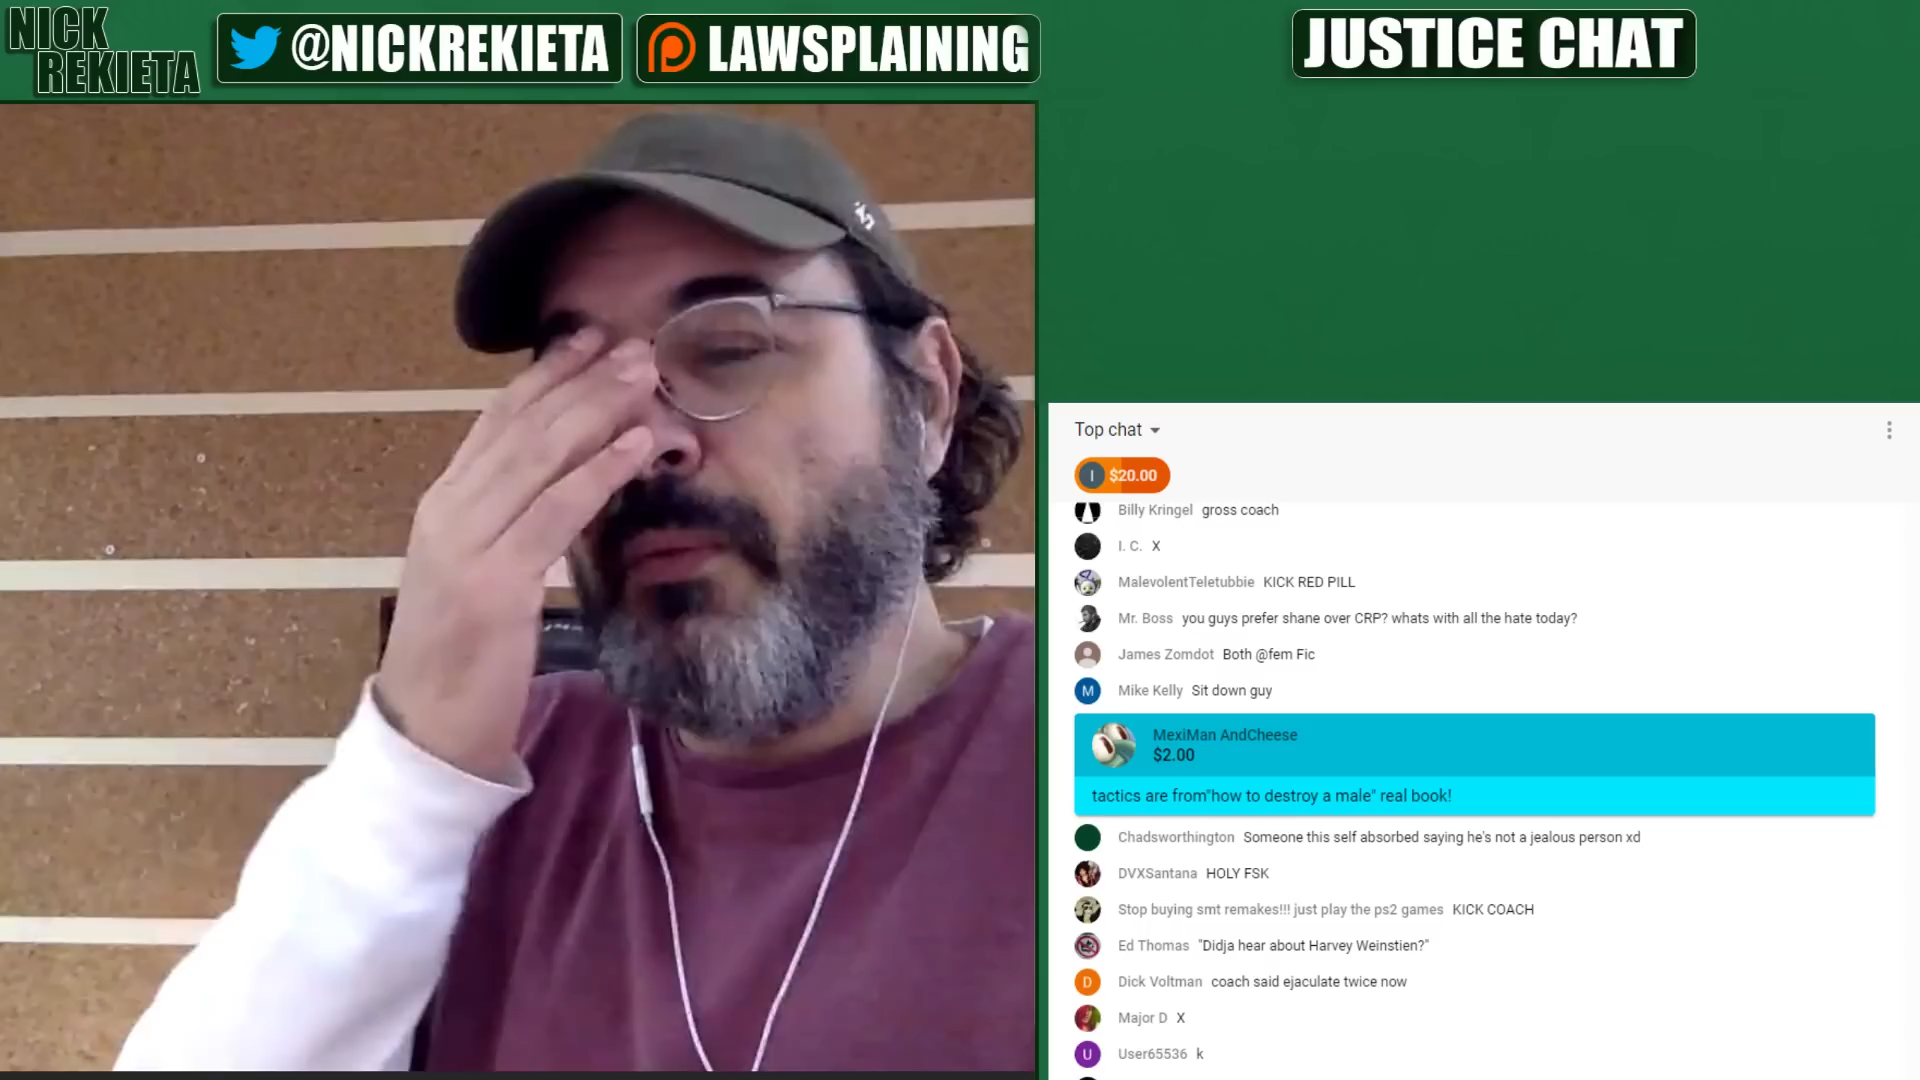 NICK
REKIETA
@NICKREKIETA
LAWSPLAINING
JUSTICE CHAT
Top chat
I $20.00
Billy Kringel gross coach
I. C. X
MalevolentTeletubbie KICK RED PILL
Mr. Boss you guys prefer shane over CRP? whats with all the hate today?
James Zomdot Both @fem Fic
M Mike Kelly Sit down guy
MexiMan AndCheese
$2.00
tactics are from"how to destroy a male" real book!
Chadsworthington Someone this self absorbed saying he's not a jealous person xd
DVXSantana HOLY FSK
Stop buying smt remakes!!! just play the ps2 games KICK COACH
Ed Thomas "Didja hear about Harvey Weinstien?"
D Dick Voltman coach said ejaculate twice now
Major D X
U User65536 k